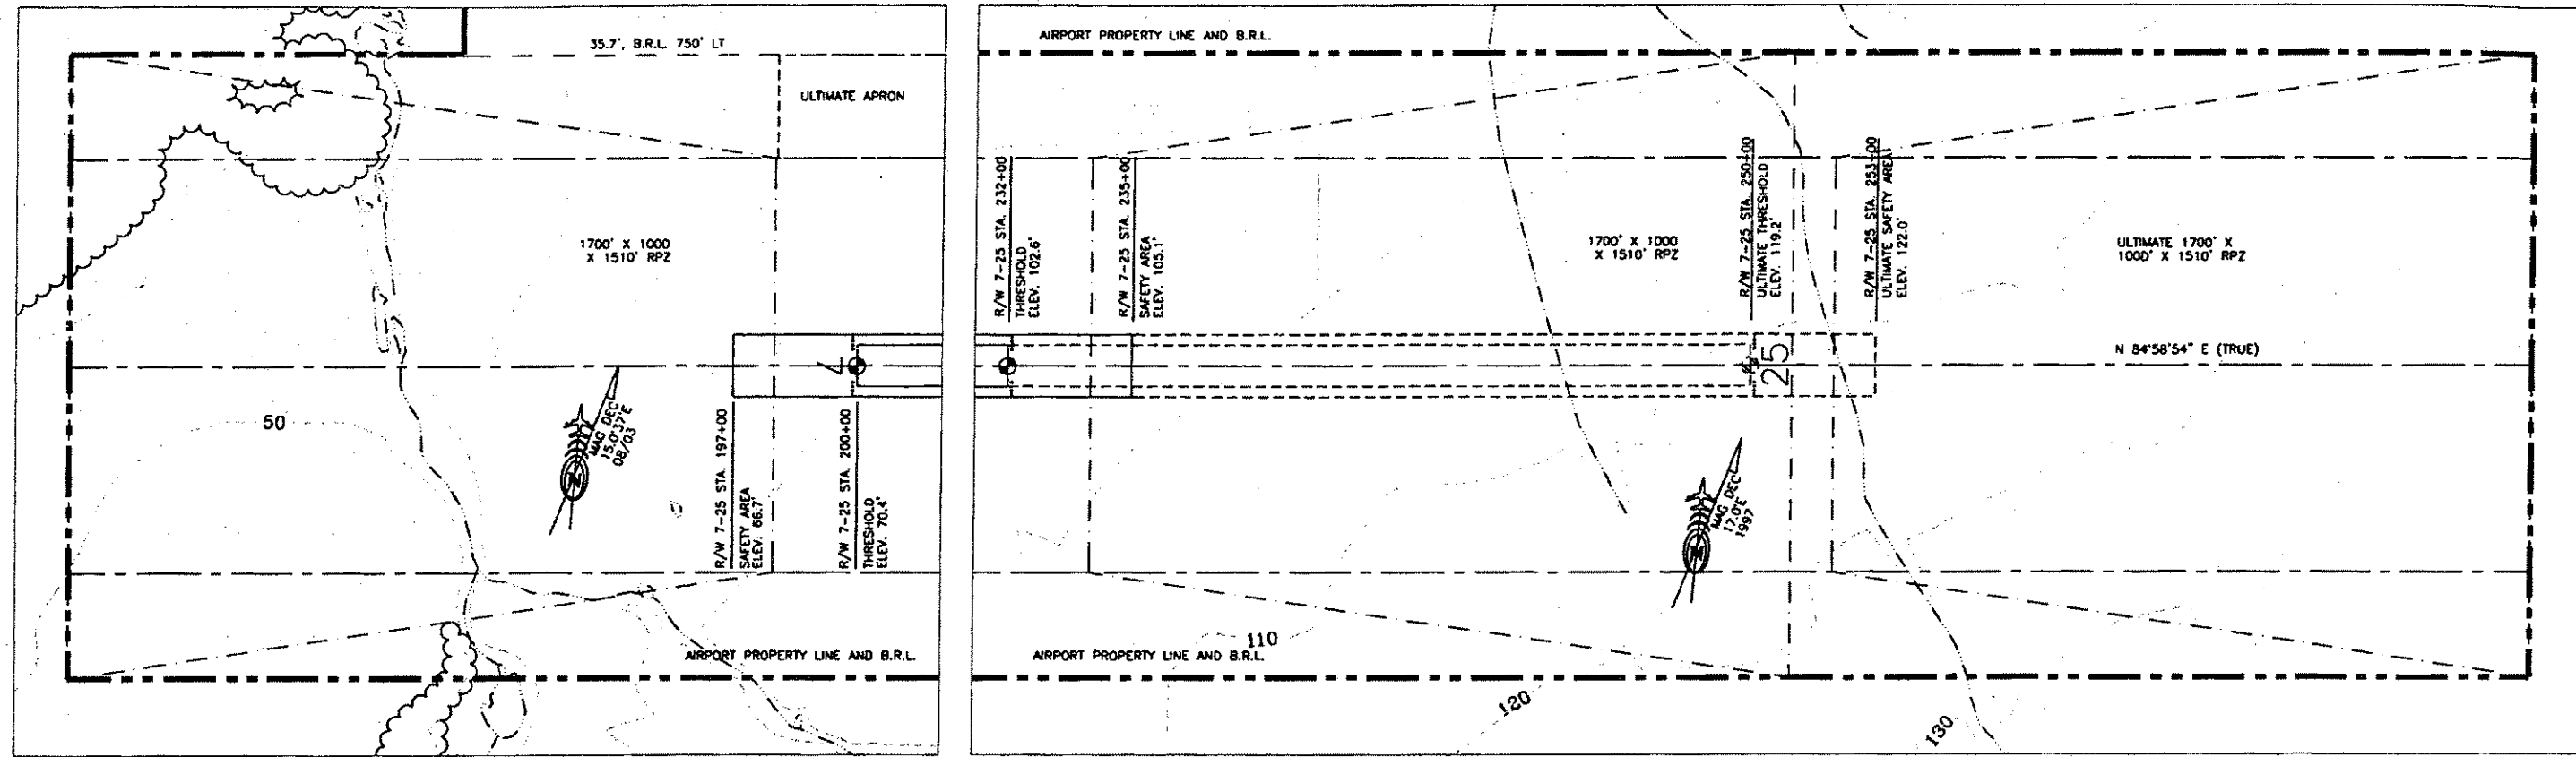 35.7', B.R.L. 750' LT
ULTIMATE APRON
1700' X 1000
X 1510' RPZ
50
MAG DEC
15.0'37'E
08/03
7
R/W 7-25 STA. 197+00
SAFETY AREA
ELEV. 66.7'
R/W 7-25 STA. 200+00
THRESHOLD
ELEV. 70.4'
AIRPORT PROPERTY LINE AND B.R.L.
AIRPORT PROPERTY LINE AND B.R.L.
R/W 7-25 STA. 232+00
THRESHOLD
ELEV. 102.6'
R/W 7-25 STA. 235+00
SAFETY AREA
ELEV. 105.1'
1700' X 1000
X 1510' RPZ
R/W 7-25 STA. 250+00
ULTIMATE THRESHOLD
ELEV. 119.2'
R/W 7-25 STA. 253+00
ULTIMATE SAFETY AREA
ELEV. 122.0'
ULTIMATE 1700' X
1000' X 1510' RPZ
25
N 84°58'54" E (TRUE)
N
MAG DEC
17.0'E
1997
N
110
AIRPORT PROPERTY LINE AND B.R.L.
120
130